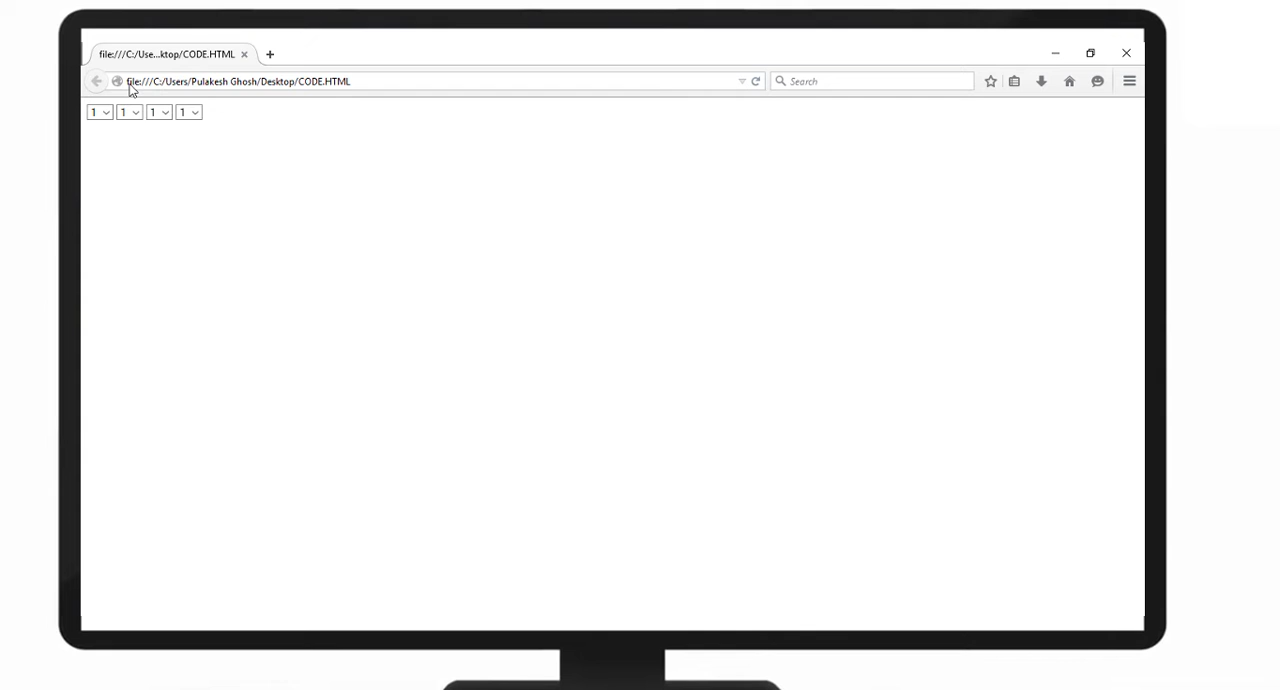 file:///C:/Use...ktop/CODE.HTML
file:///C:/Users/Pulakesh Ghosh/Desktop/CODE.HTML
Search
1 1 1 1